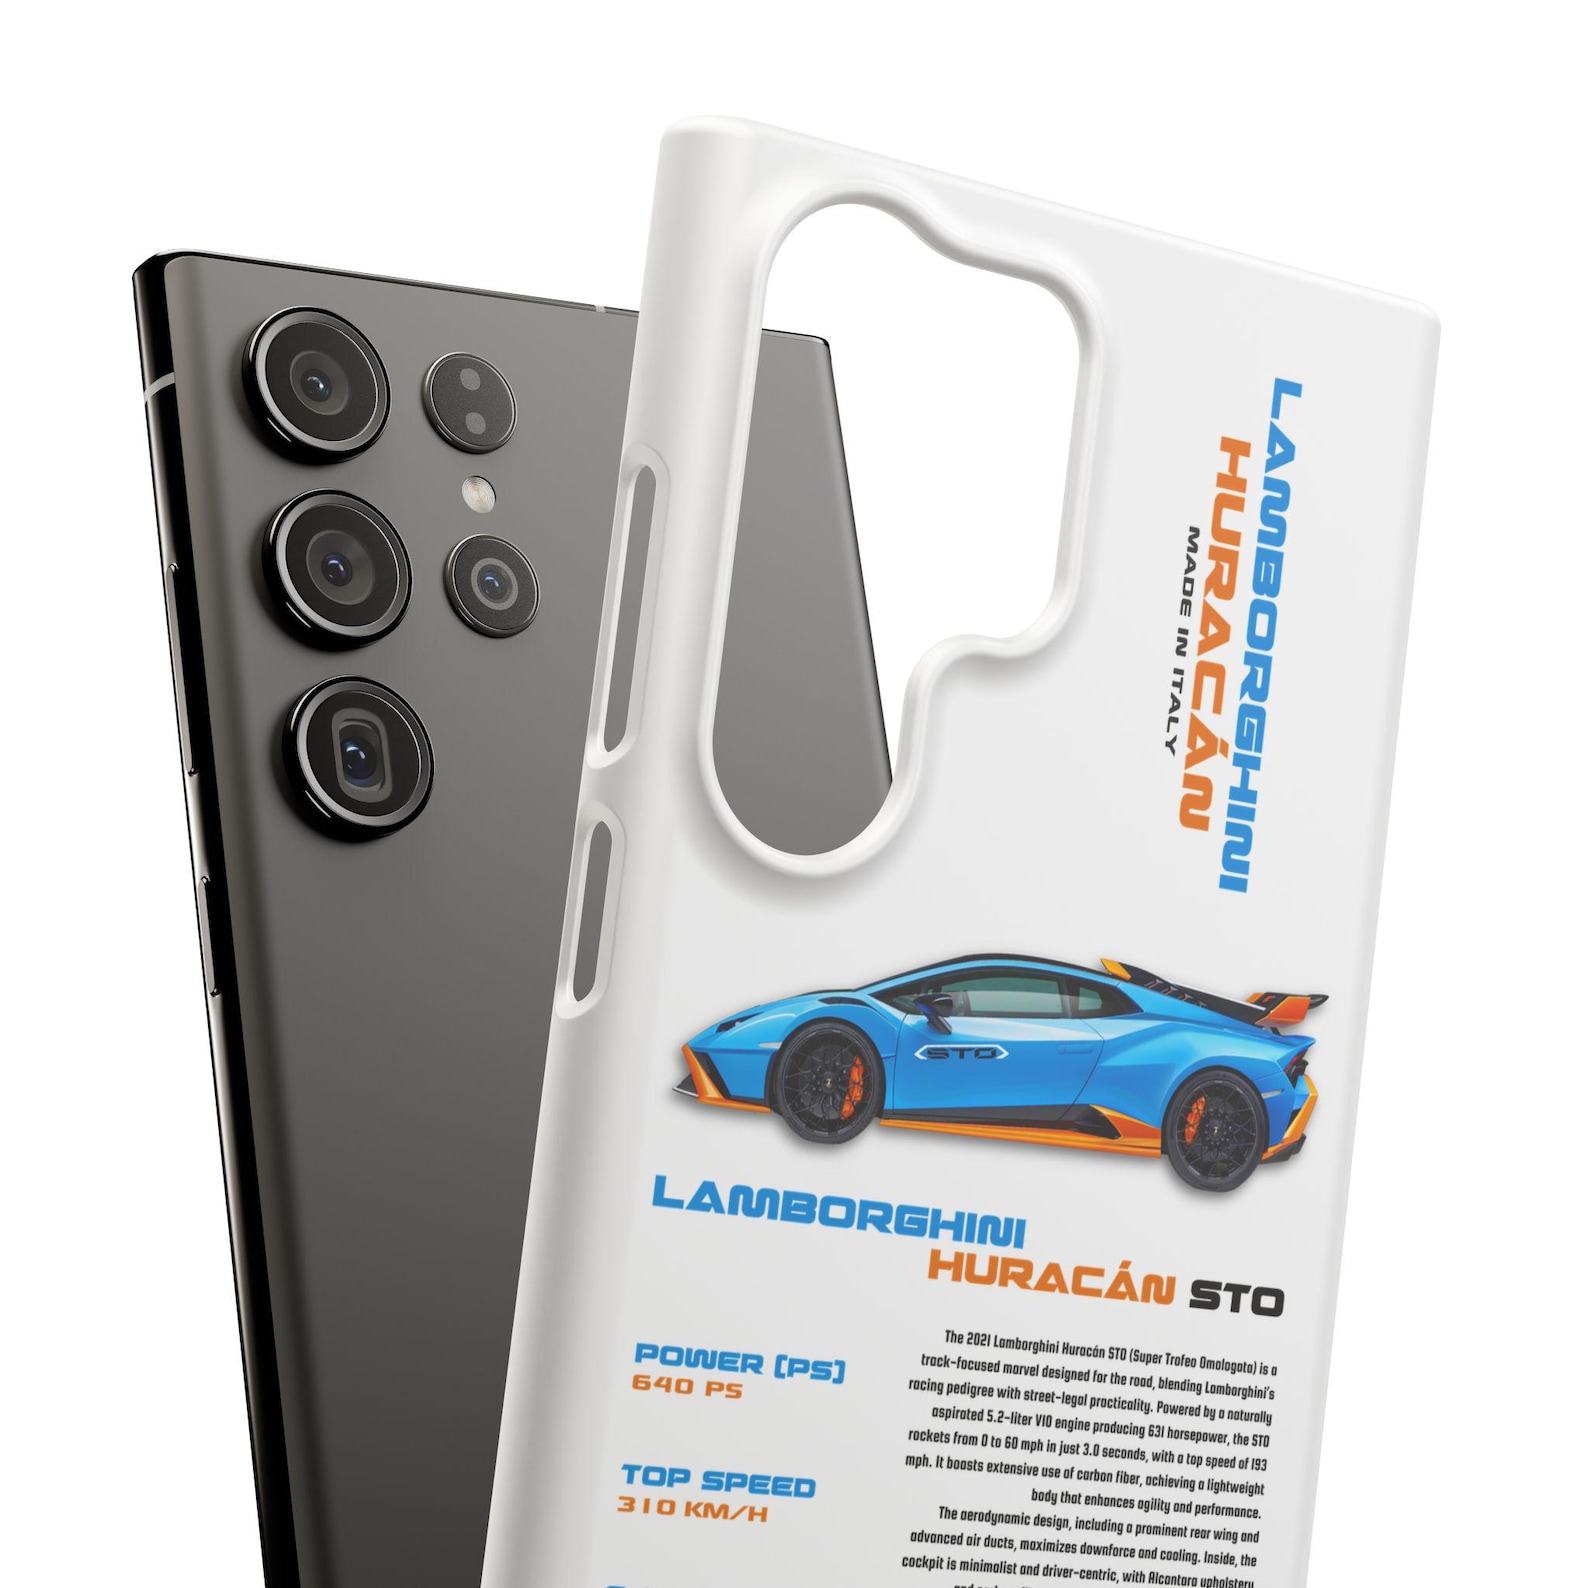 LAMBORGHINI
HURACÁN
MADE IN ITALY
STO
LAMBORGHINI
HURACÁN STO
POWER (PS)
640 PS
TOP SPEED
310 KM/H
The 2021 Lamborghini Huracán STO (Super Trofeo Omologata) is a
track-focused marvel designed for the road, blending Lamborghini's
racing pedigree with street-legal practicality. Powered by a naturally
aspirated 5.2-liter V10 engine producing 631 horsepower, the STO
rockets from 0 to 60 mph in just 3.0 seconds, with a top speed of 193
mph. It boasts extensive use of carbon fiber, achieving a lightweight
body that enhances agility and performance.
The aerodynamic design, including a prominent rear wing and
advanced air ducts, maximizes downforce and cooling. Inside, the
cockpit is minimalist and driver-centric, with Alcantara upholstery